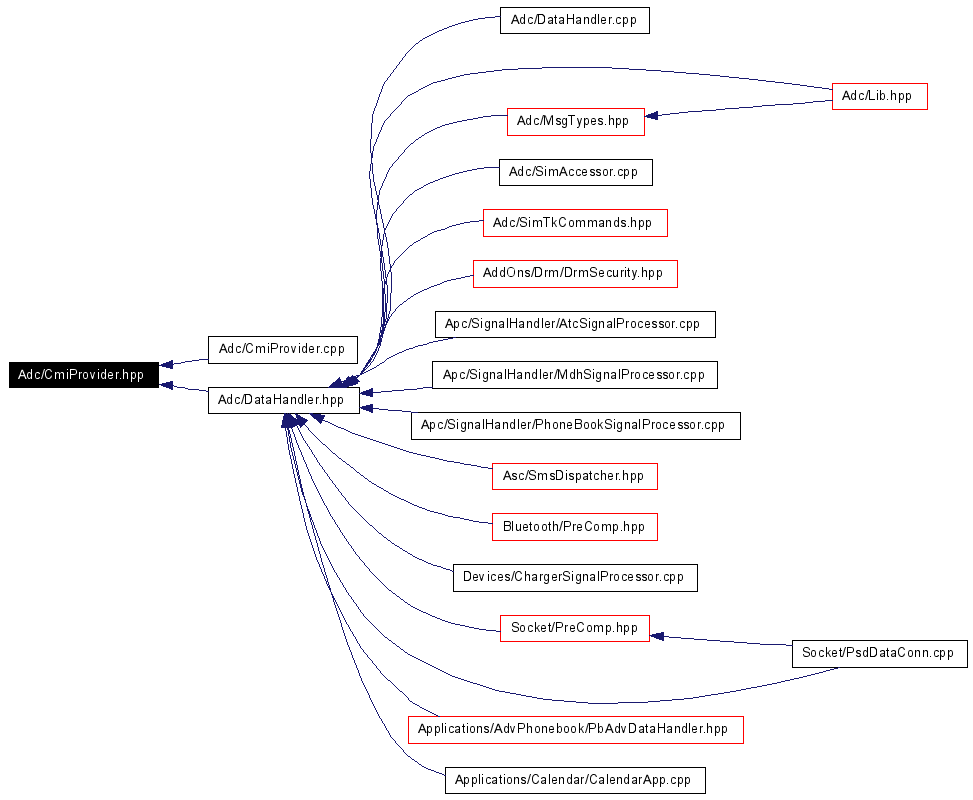 Adc/DataHandler.cpp
Adc/Lib.hpp
Adc/MsgTypes.hpp
Adc/SimAccessor.cpp
Adc/SimTkCommands.hpp
AddOns/Drm/DrmSecurity.hpp
Apc/SignalHandler/AtcSignalProcessor.cpp
Adc/CmiProvider.cpp
Adc/CmiProvider.hpp
Apc/SignalHandler/MdhSignalProcessor.cpp
Adc/DataHandler.hpp
Apc/SignalHandler/PhoneBookSignalProcessor.cpp
Asc/SmsDispatcher.hpp
Bluetooth/PreComp.hpp
Devices/ChargerSignalProcessor.cpp
Socket/PreComp.hpp
Socket/PsdDataConn.cpp
Applications/AdvPhonebook/PbAdvDataHandler.hpp
Applications/Calendar/CalendarApp.cpp